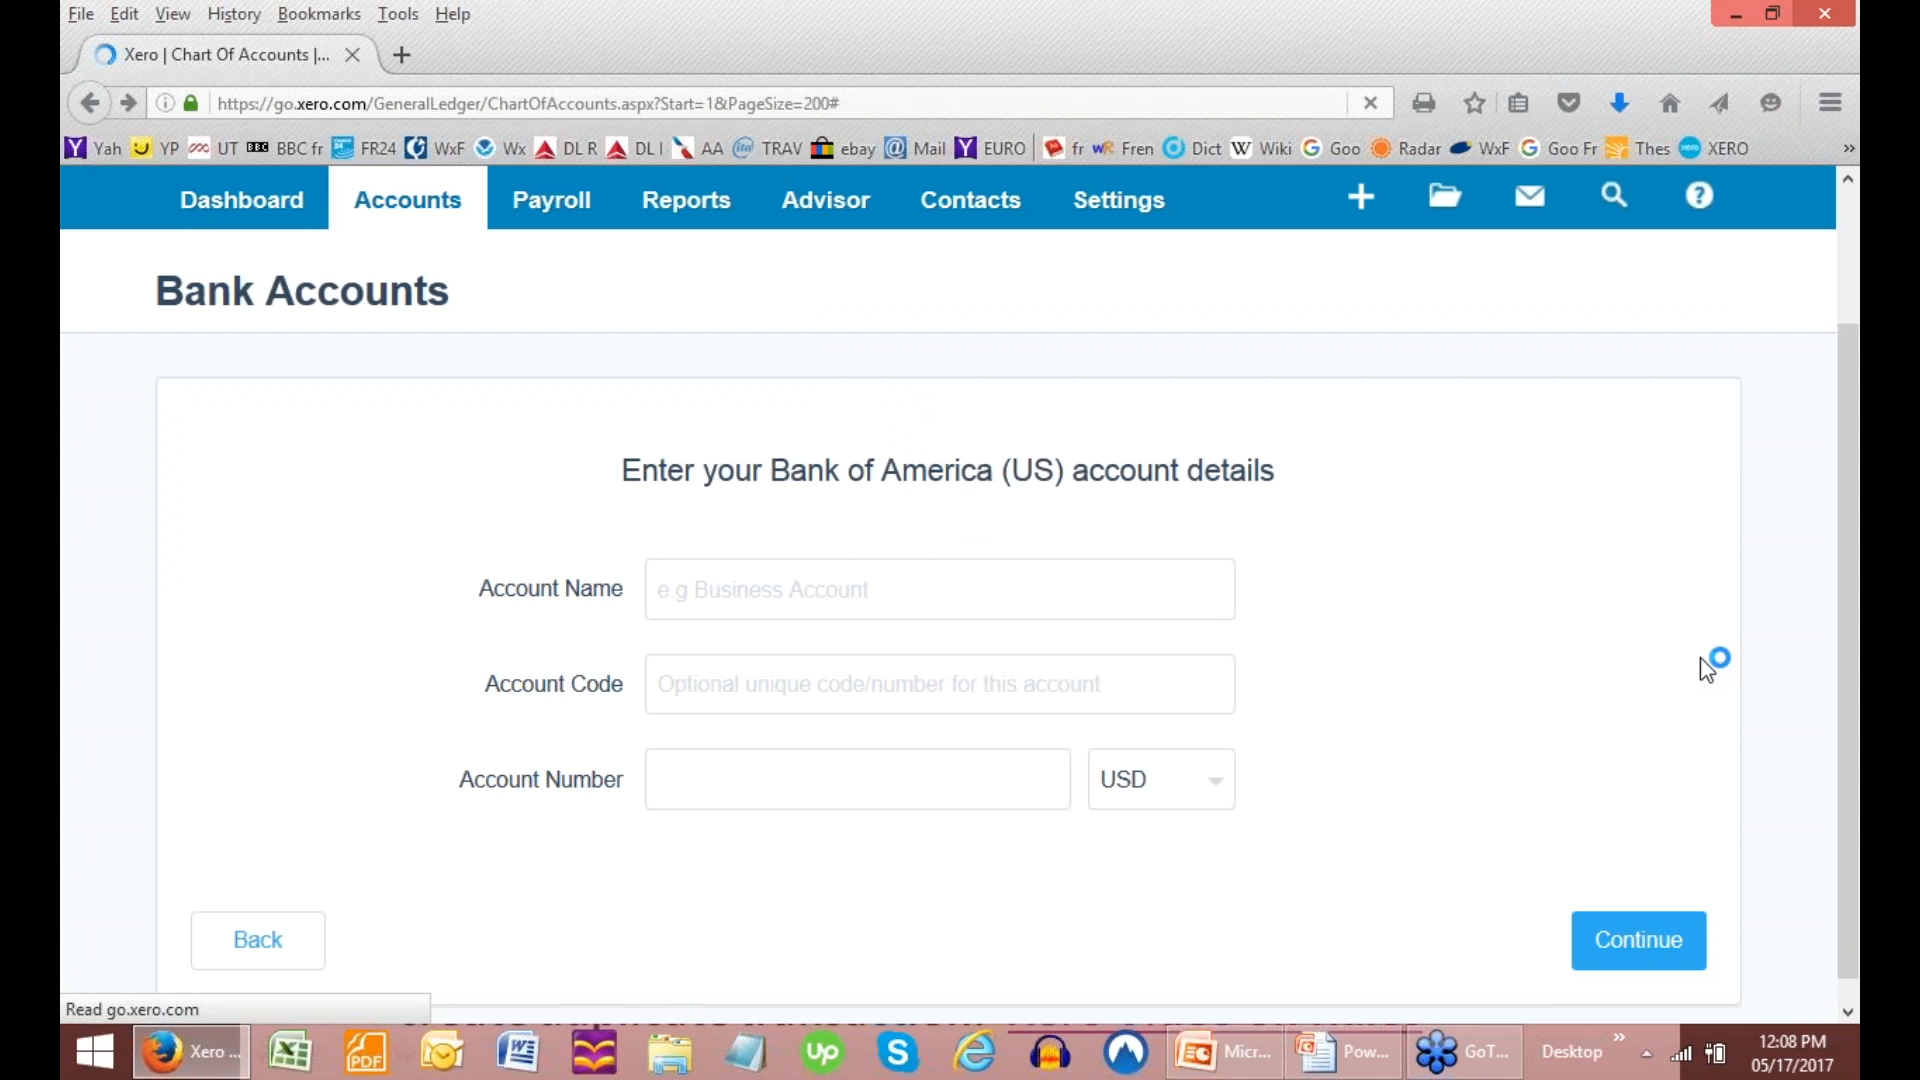 File Edit View History Bookmarks Tools Help
Xero | Chart Of Accounts |...
https://go.xero.com/GeneralLedger/ChartOfAccounts.aspx?Start=1&PageSize=200#
Yah YP UT BBC BBC fr FR24 WxF Wx DL R DL I AA TRAV ebay Mail EURO fr Fren Dict Wiki Goo Radar WxF Goo Fr Thes XERO »
Dashboard Accounts Payroll Reports Advisor Contacts Settings
Bank Accounts
Enter your Bank of America (US) account details
Account Name e.g Business Account
Account Code Optional unique code/number for this account
Account Number USD
Back Continue
Read go.xero.com
Xero ... PDF Up Micr... Pow... GoT... Desktop » 12:08 PM
05/17/2017